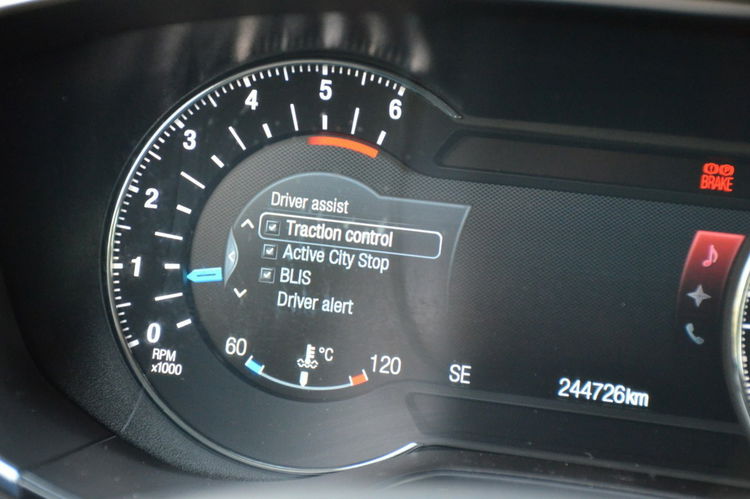 6
5
4
3
2
1
0
RPM
x1000
Driver assist
Traction control
Active City Stop
BLIS
Driver alert
60
°C
120
SE
244726km
BRAKE